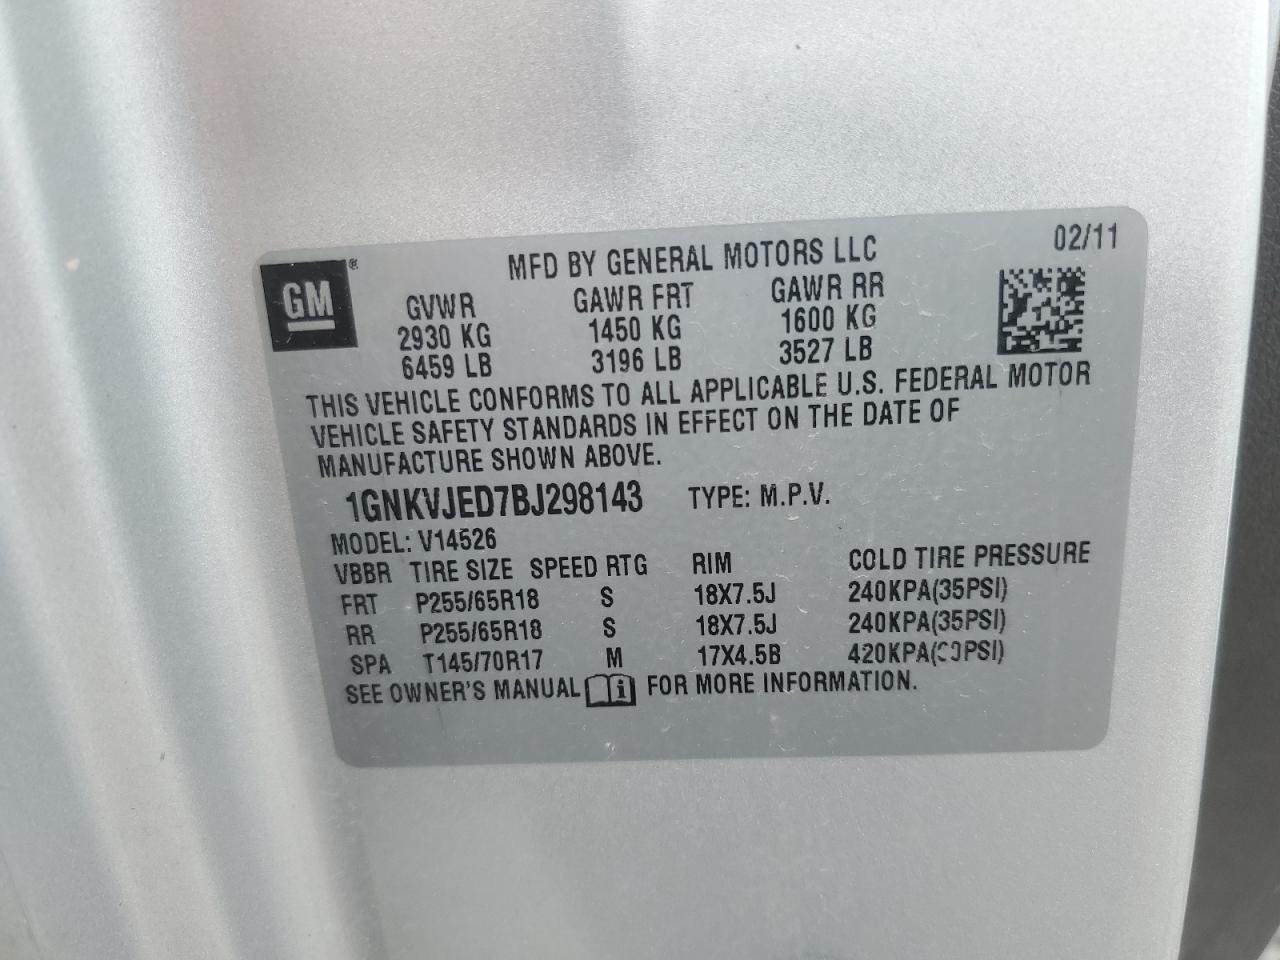 MFD BY GENERAL MOTORS LLC 02/11
GM®
GVWR GAWR FRT GAWR RR
2930 KG 1450 KG 1600 KG
6459 LB 3196 LB 3527 LB
THIS VEHICLE CONFORMS TO ALL APPLICABLE U.S. FEDERAL MOTOR
VEHICLE SAFETY STANDARDS IN EFFECT ON THE DATE OF
MANUFACTURE SHOWN ABOVE.
1GNKVJED7BJ298143 TYPE: M.P.V.
MODEL: V14526
VBBR TIRE SIZE SPEED RTG RIM COLD TIRE PRESSURE
FRT P255/65R18 S 18X7.5J 240KPA(35PSI)
RR P255/65R18 S 18X7.5J 240KPA(35PSI)
SPA T145/70R17 M 17X4.5B
SEE OWNER'S MANUAL FOR MORE INFORMATION.